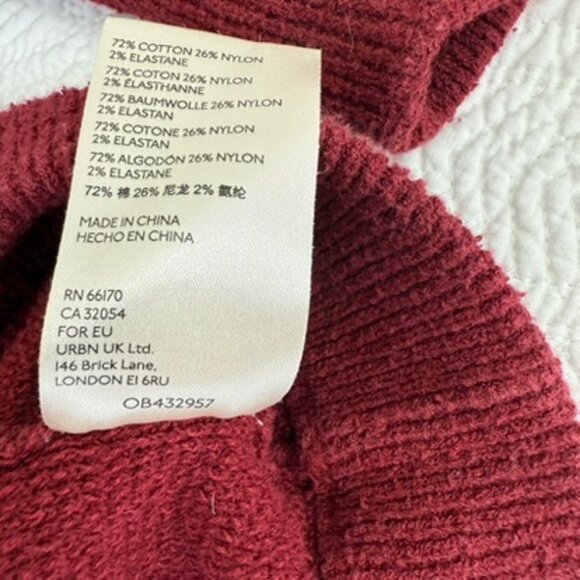 72% COTTON 26% NYLON
2% ELASTANE
72% COTON 26% NYLON
2% ÉLASTHANNE
72% BAUMWOLLE 26% NYLON
2% ELASTAN
72% COTONE 26% NYLON
2% ELASTAN
72% ALGODÓN 26% NYLON
2% ELASTANE
72% 棉 26% 尼龙 2% 氨纶
MADE IN CHINA
HECHO EN CHINA
RN 66170
CA 32054
FOR EU
URBN UK Ltd.
146 Brick Lane,
LONDON E1 6RU
OB432957